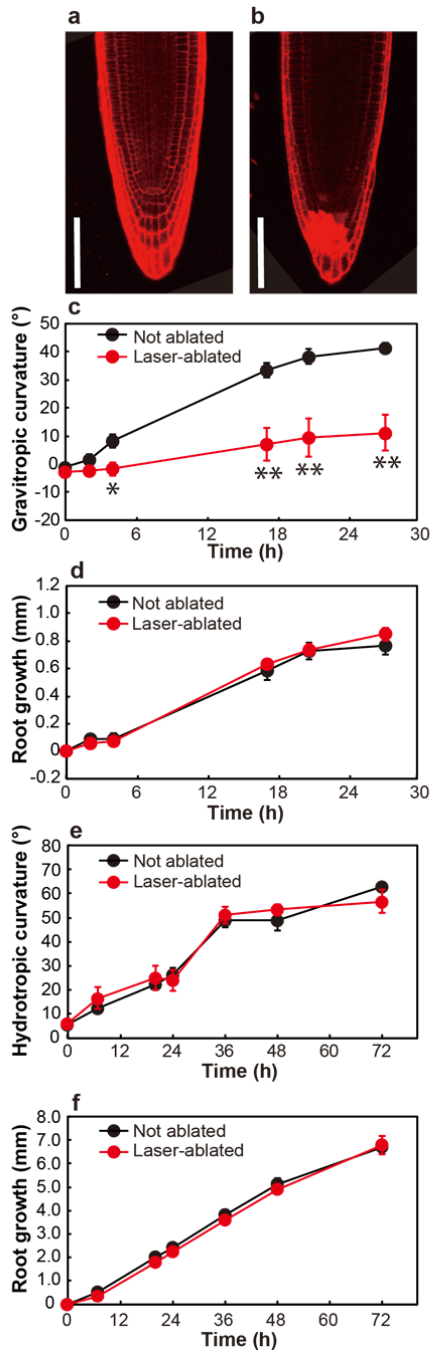 a
b
c
Gravitropic curvature (°)
50
40
30
20
10
0
-10
-20
Not ablated
Laser-ablated
*
**
**
**
0
6
12
18
24
30
Time (h)
d
Root growth (mm)
1.2
1.0
0.8
0.6
0.4
0.2
0
-0.2
Not ablated
Laser-ablated
0
6
12
18
24
30
Time (h)
e
Hydrotropic curvature (°)
80
70
60
50
40
30
20
10
0
Not ablated
Laser-ablated
0
12
24
36
48
60
72
Time (h)
f
Root growth (mm)
8.0
7.0
6.0
5.0
4.0
3.0
2.0
1.0
0
Not ablated
Laser-ablated
0
12
24
36
48
60
72
Time (h)